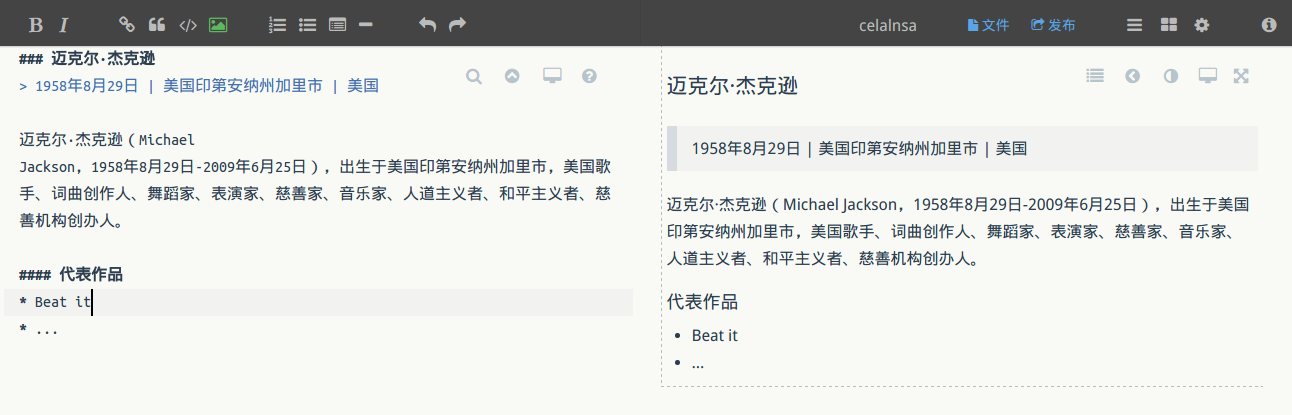 celalnsa 文件 发布
### 迈克尔·杰克逊
> 1958年8月29日 | 美国印第安纳州加里市 | 美国
迈克尔·杰克逊（Michael
Jackson，1958年8月29日-2009年6月25日），出生于美国印第安纳州加里市，美国歌
手、词曲创作人、舞蹈家、表演家、慈善家、音乐家、人道主义者、和平主义者、慈
善机构创办人。
#### 代表作品
* Beat it
* ...
迈克尔·杰克逊
1958年8月29日 | 美国印第安纳州加里市 | 美国
迈克尔·杰克逊（Michael Jackson，1958年8月29日-2009年6月25日），出生于美国
印第安纳州加里市，美国歌手、词曲创作人、舞蹈家、表演家、慈善家、音乐家、
人道主义者、和平主义者、慈善机构创办人。
代表作品
• Beat it
• ...